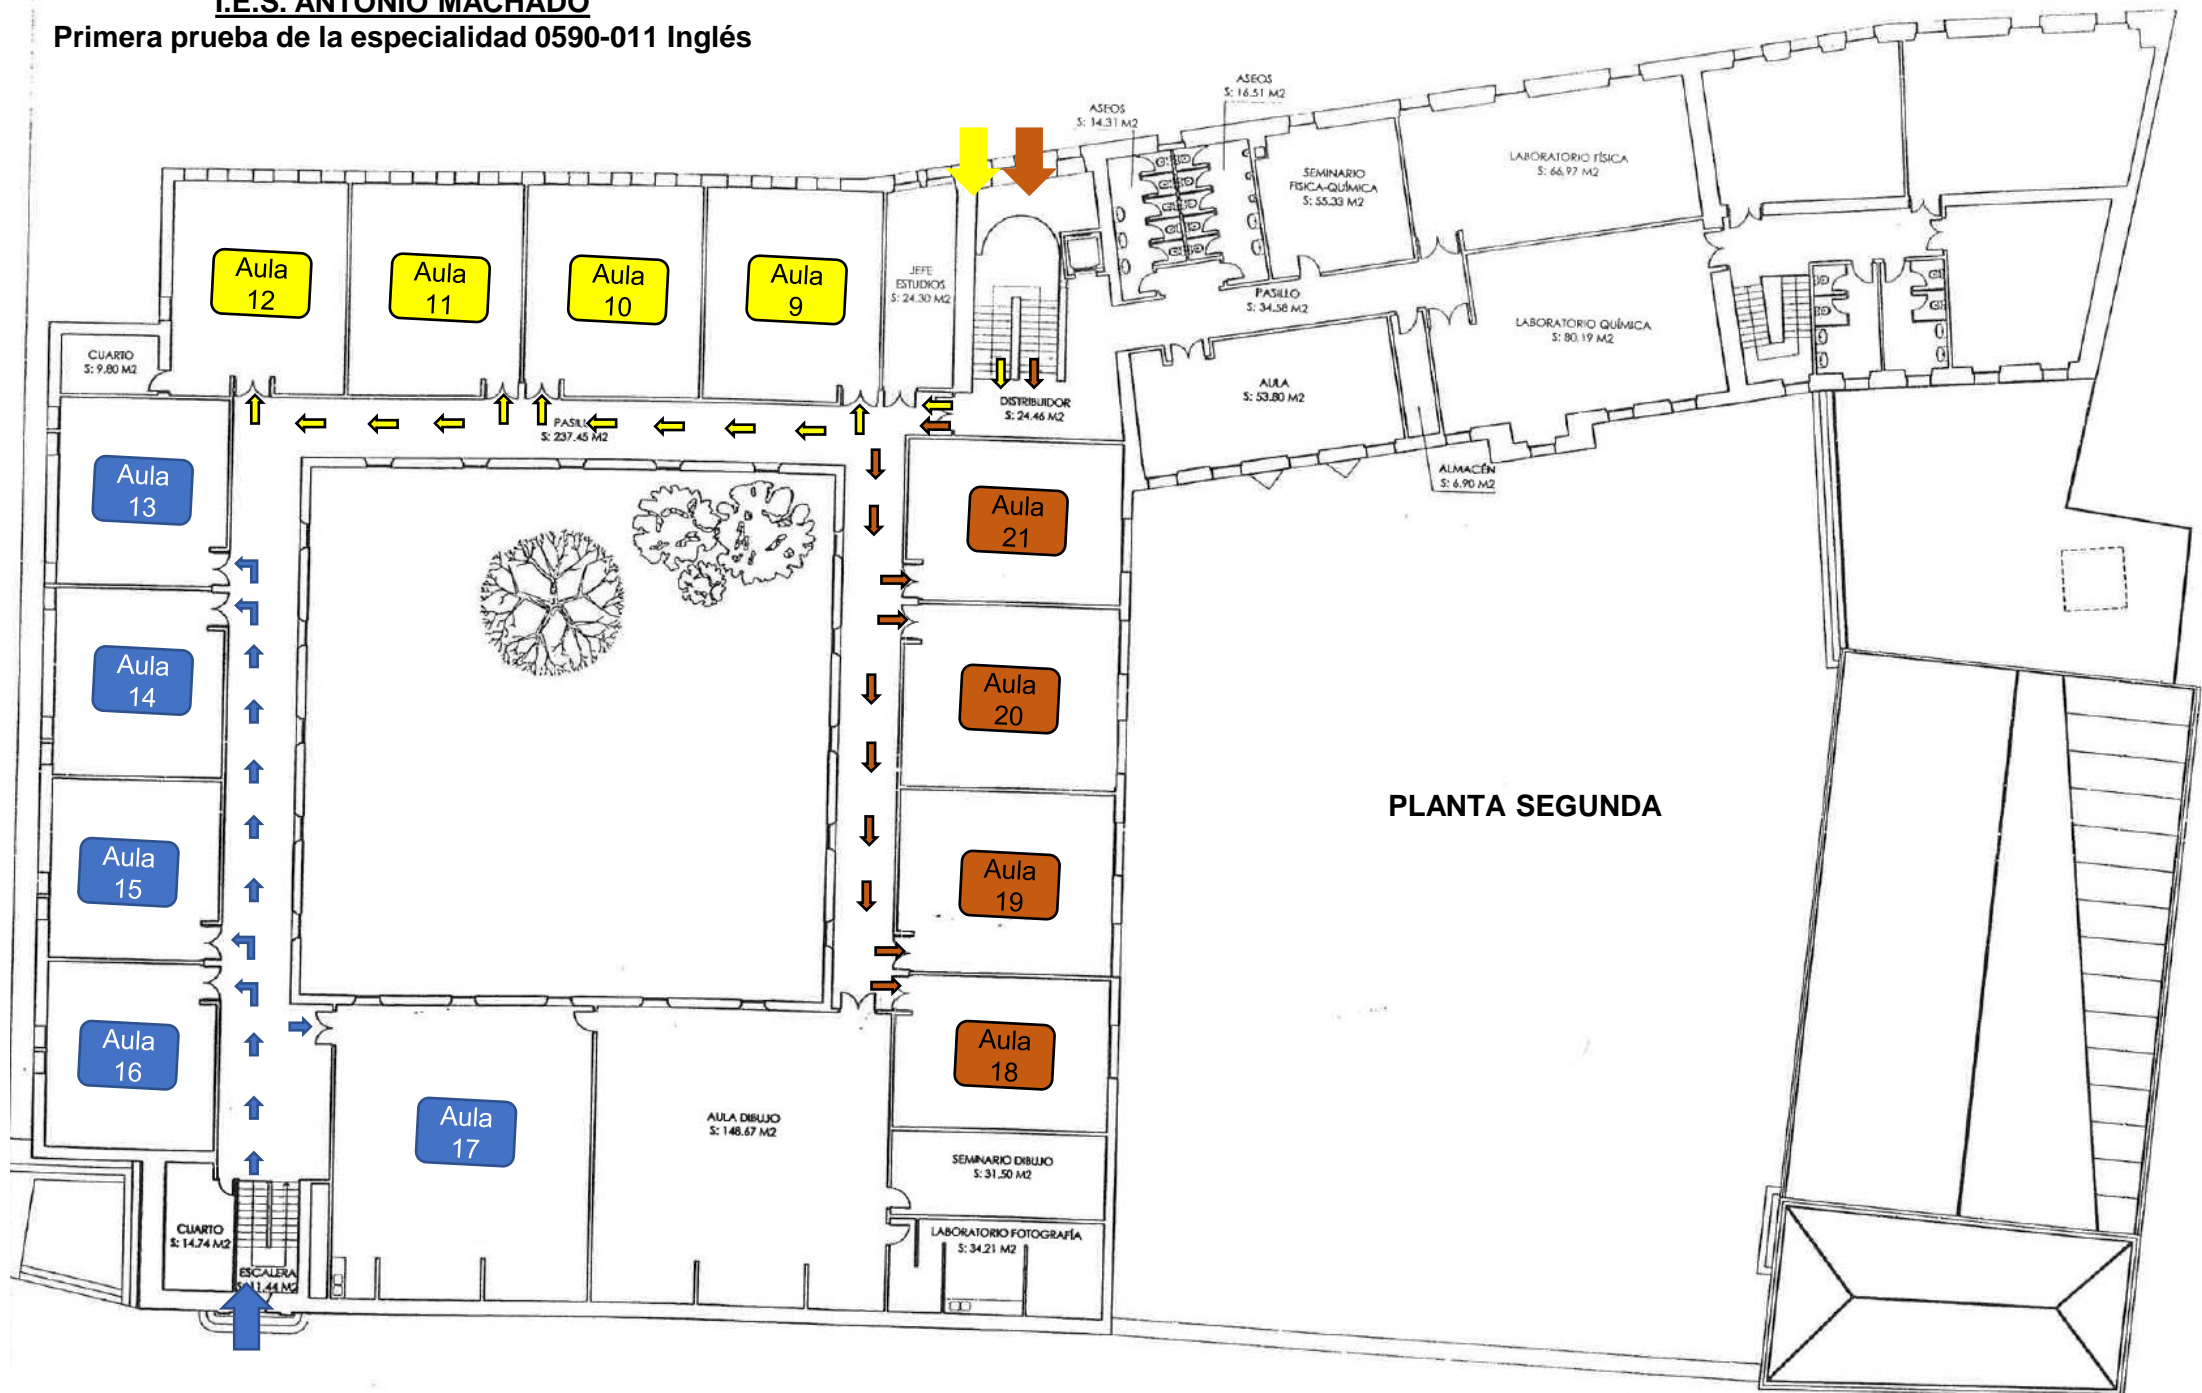 I.E.S. ANTONIO MACHADO
Primera prueba de la especialidad 0590-011 Inglés
ASEOS
S: 16.51 M2
ASEOS
S: 14.31 M2
LABORATORIO FÍSICA
S: 66.97 M2
SEMINARIO
FISICA-QUÍMICA
S: 55.33 M2
Aula
12
Aula
11
Aula
10
Aula
9
JEFE
ESTUDIOS
S: 24.30 M2
PASILLO
S: 34.58 M2
LABORATORIO QUÍMICA
S: 80.19 M2
CUARTO
S: 9.80 M2
AULA
S: 53.80 M2
DISTRIBUIDOR
S: 24.46 M2
S: 237.45 M2
ALMACÉN
S: 6.90 M2
Aula
13
Aula
21
Aula
14
Aula
20
PLANTA SEGUNDA
Aula
15
Aula
19
Aula
16
Aula
18
Aula
17
AULA DIBUJO
S: 148.67 M2
SEMINARIO DIBUJO
S: 31.50 M2
CUARTO
S: 14.74 M2
LABORATORIO FOTOGRAFÍA
S: 34.21 M2
ESCALERA